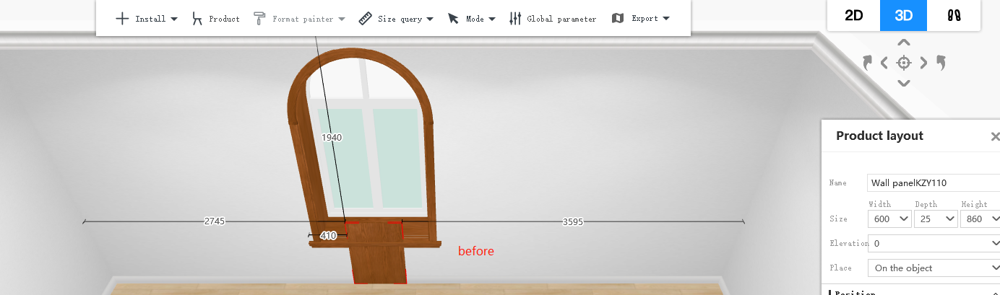 Install Product Format painter Size query Mode Global parameter Export
2D 3D
1940
2745 3595
410
before
Product layout
Name Wall panelKZY110
Width Depth Height
Size 600 25 860
Elevation 0
Place On the object
Position